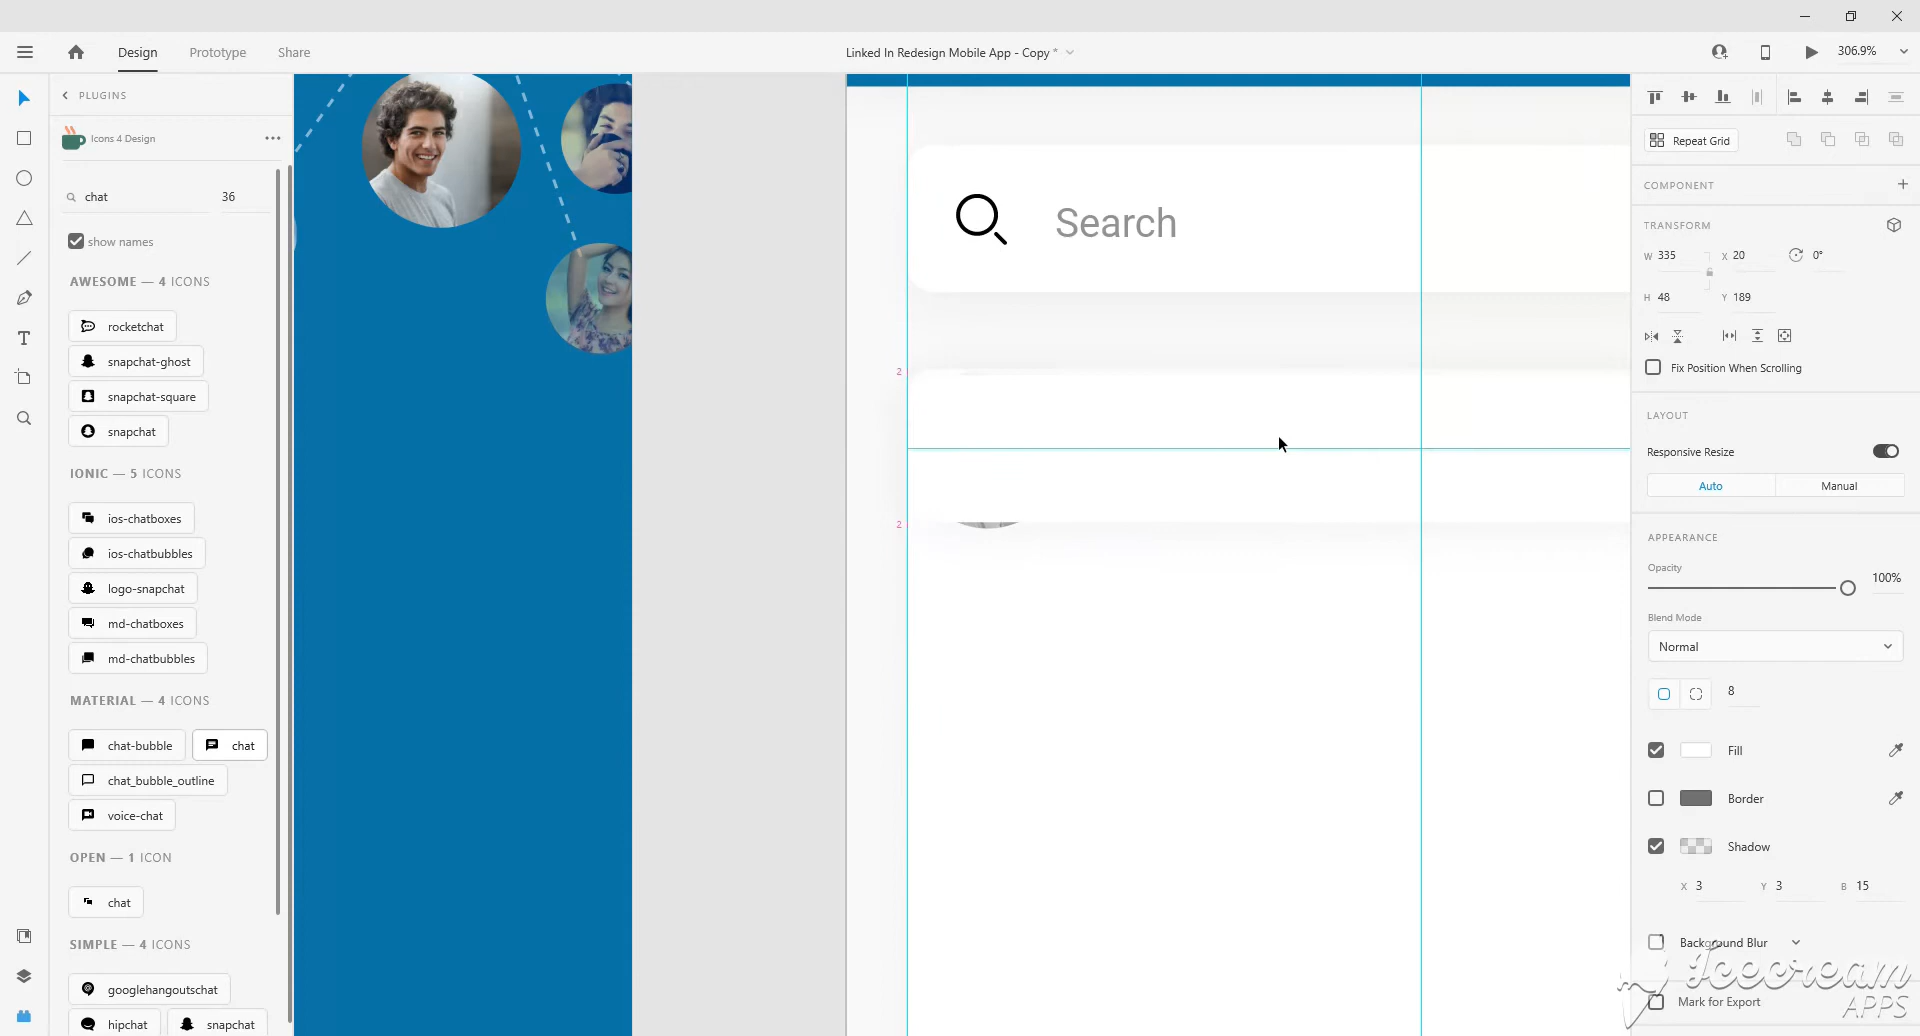 Design
Prototype
Share
Linked In Redesign Mobile App - Copy *
306.9%
PLUGINS
Icons 4 Design
chat
36
show names
AWESOME — 4 ICONS
rocketchat
snapchat-ghost
snapchat-square
snapchat
IONIC — 5 ICONS
ios-chatboxes
ios-chatbubbles
logo-snapchat
md-chatboxes
md-chatbubbles
MATERIAL — 4 ICONS
chat-bubble
chat
chat_bubble_outline
voice-chat
OPEN — 1 ICON
chat
SIMPLE — 4 ICONS
googlehangoutschat
hipchat
snapchat
Search
2
2
Repeat Grid
COMPONENT
TRANSFORM
W 335
X 20
0°
H 48
Y 189
Fix Position When Scrolling
LAYOUT
Responsive Resize
Auto
Manual
APPEARANCE
Opacity
100%
Blend Mode
Normal
8
Fill
Border
Shadow
X 3
Y 3
B 15
Background Blur
Mark for Export
Icecream
APPS